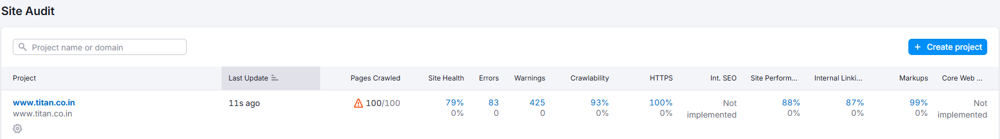 Site Audit
Project name or domain
+ Create project
Project Last Update Pages Crawled Site Health Errors Warnings Crawlability HTTPS Int. SEO Site Perform... Internal Linki... Markups Core Web ...
www.titan.co.in 11s ago 100/100 79% 83 425 93% 100% Not 88% 87% 99% Not
www.titan.co.in 0% 0 0 0% 0% implemented 0% 0% 0% implemented